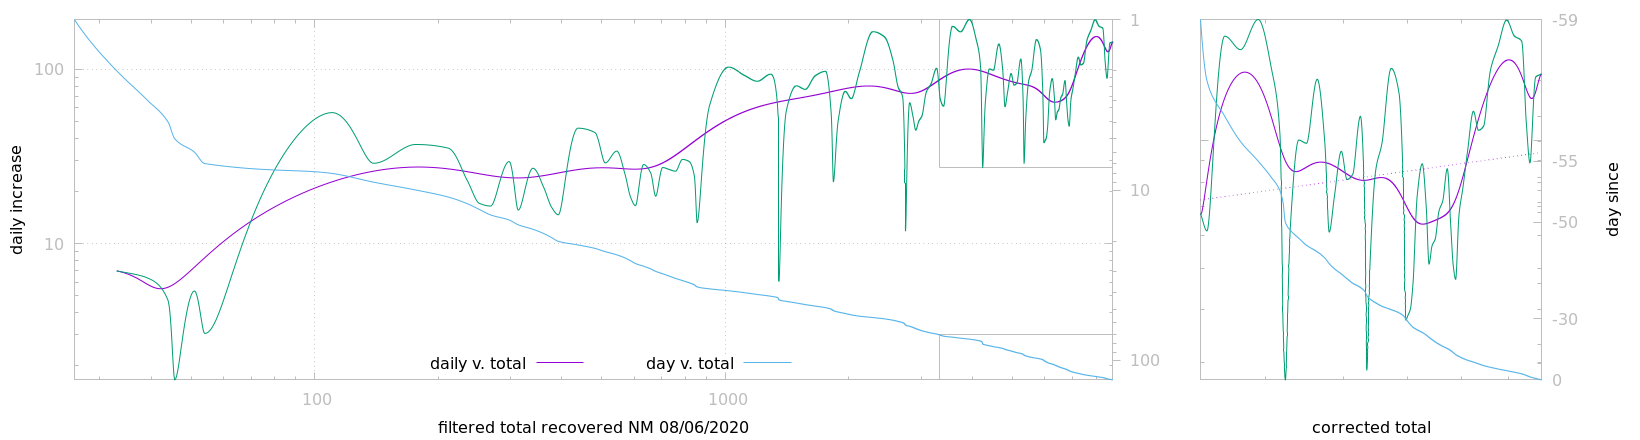 daily increase
100
10
1
10
100
daily v. total
day v. total
100
1000
filtered total recovered NM 08/06/2020
-59
-55
-50
-30
0
day since
corrected total